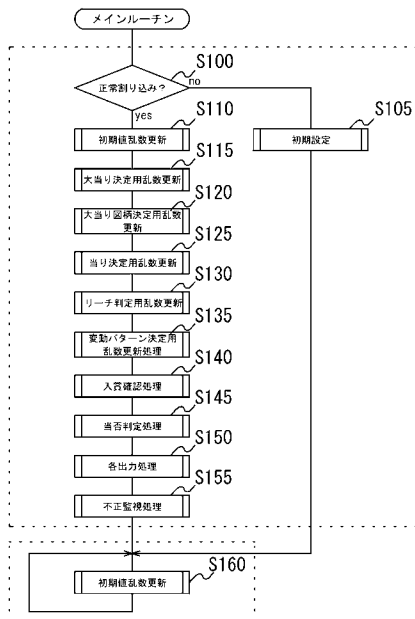 メインルーチン
S100
正常割り込み?
no
yes
S110
初期値乱数更新
S105
初期設定
S115
大当り決定用乱数更新
S120
大当り図柄決定用乱数
更新
S125
当り決定用乱数更新
S130
リーチ判定用乱数更新
S135
変動パターン決定用
乱数更新処理
S140
入賞確認処理
S145
当否判定処理
S150
各出力処理
S155
不正監視処理
S160
初期値乱数更新